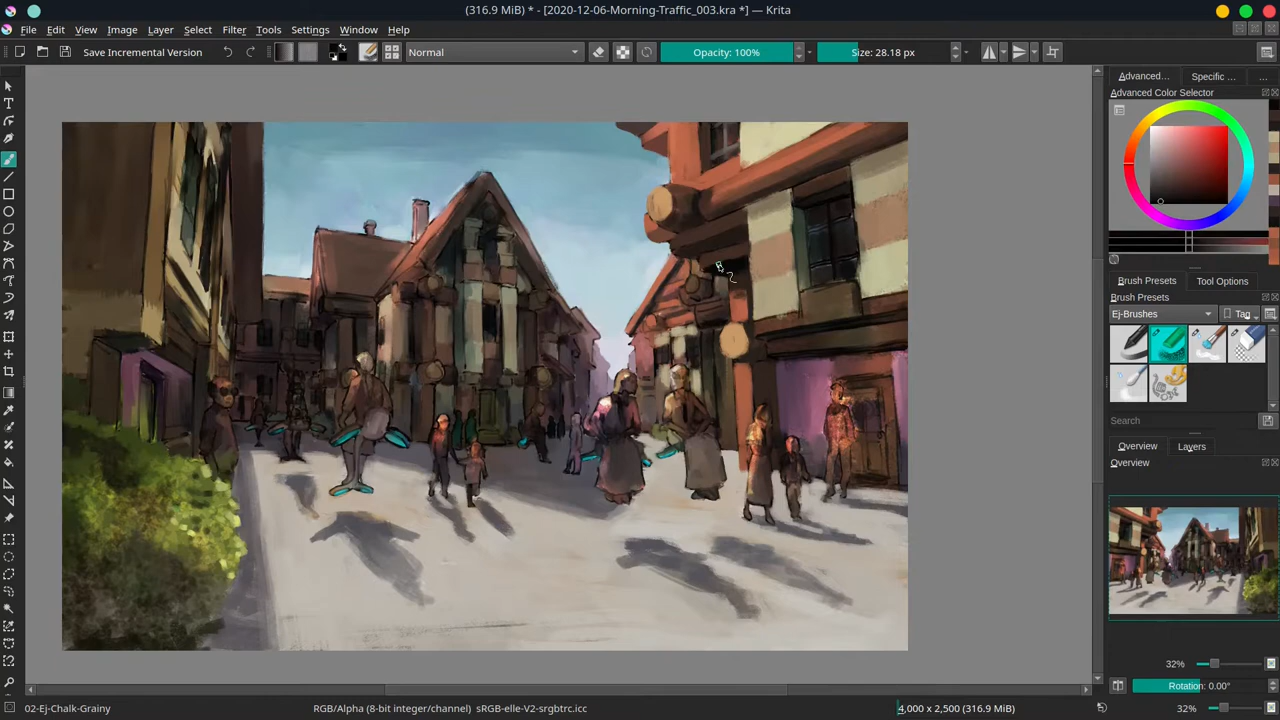 (316.9 MiB) * - [2020-12-06-Morning-Traffic_003.kra *] — Krita
File Edit View Image Layer Select Filter Tools Settings Window Help
Save Incremental Version Normal Opacity: 100% Size: 28.18 px
Advanced... Specific ... ...
Advanced Color Selector
Brush Presets Tool Options
Brush Presets
Ej-Brushes Tag
Search
Overview Layers
Overview
32%
Rotation: 0.00°
02-Ej-Chalk-Grainy RGB/Alpha (8-bit integer/channel) sRGB-elle-V2-srgbtrc.icc 4,000 x 2,500 (316.9 MiB) 32%